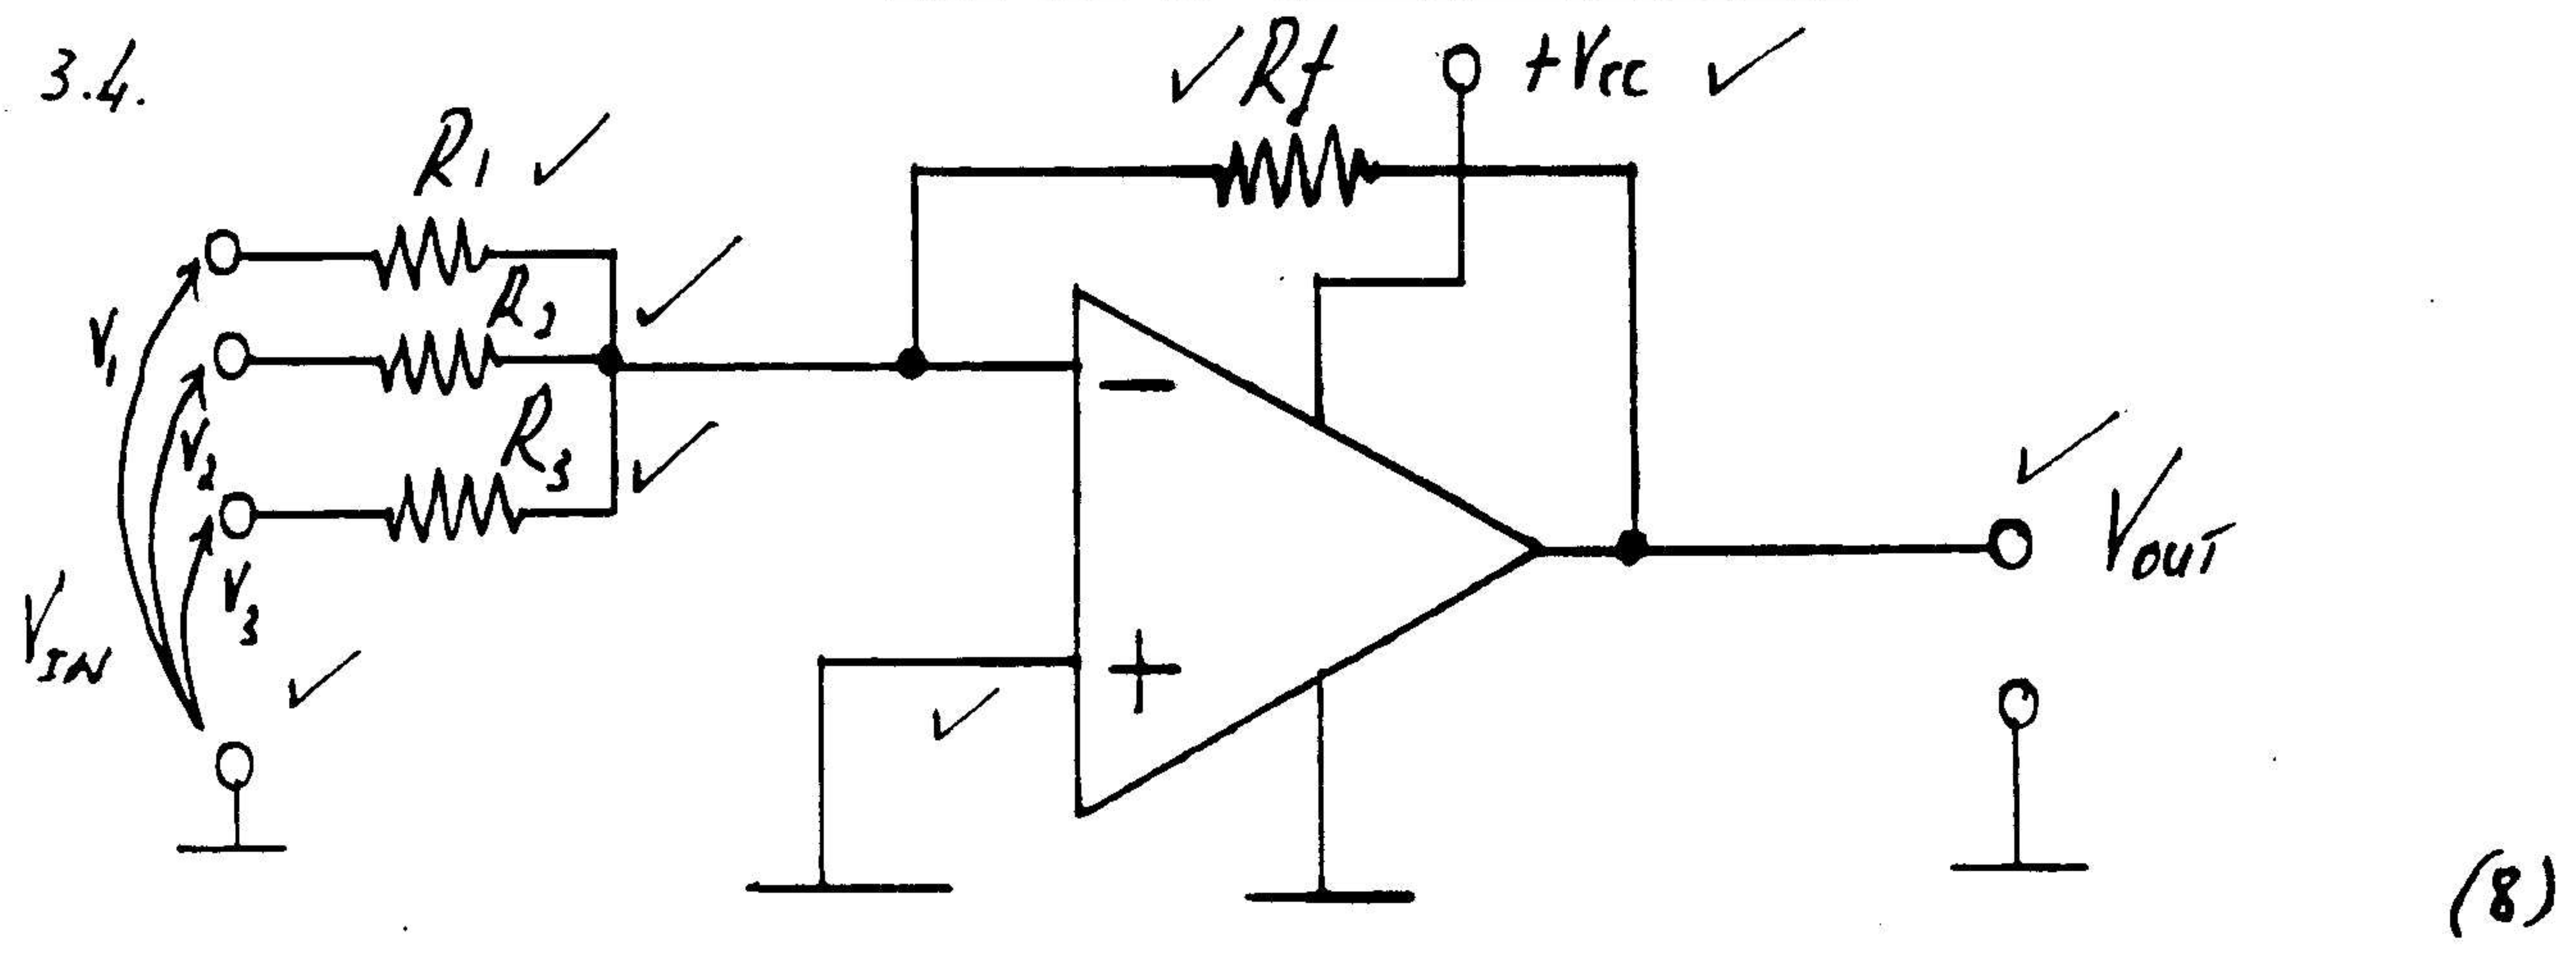 3.4.
R1 ✓
✓ Rf
+Vcc ✓
R2 ✓
V1
V2
R3 ✓
V3
VIN ✓
−
+
✓
✓
VOUT
(8)